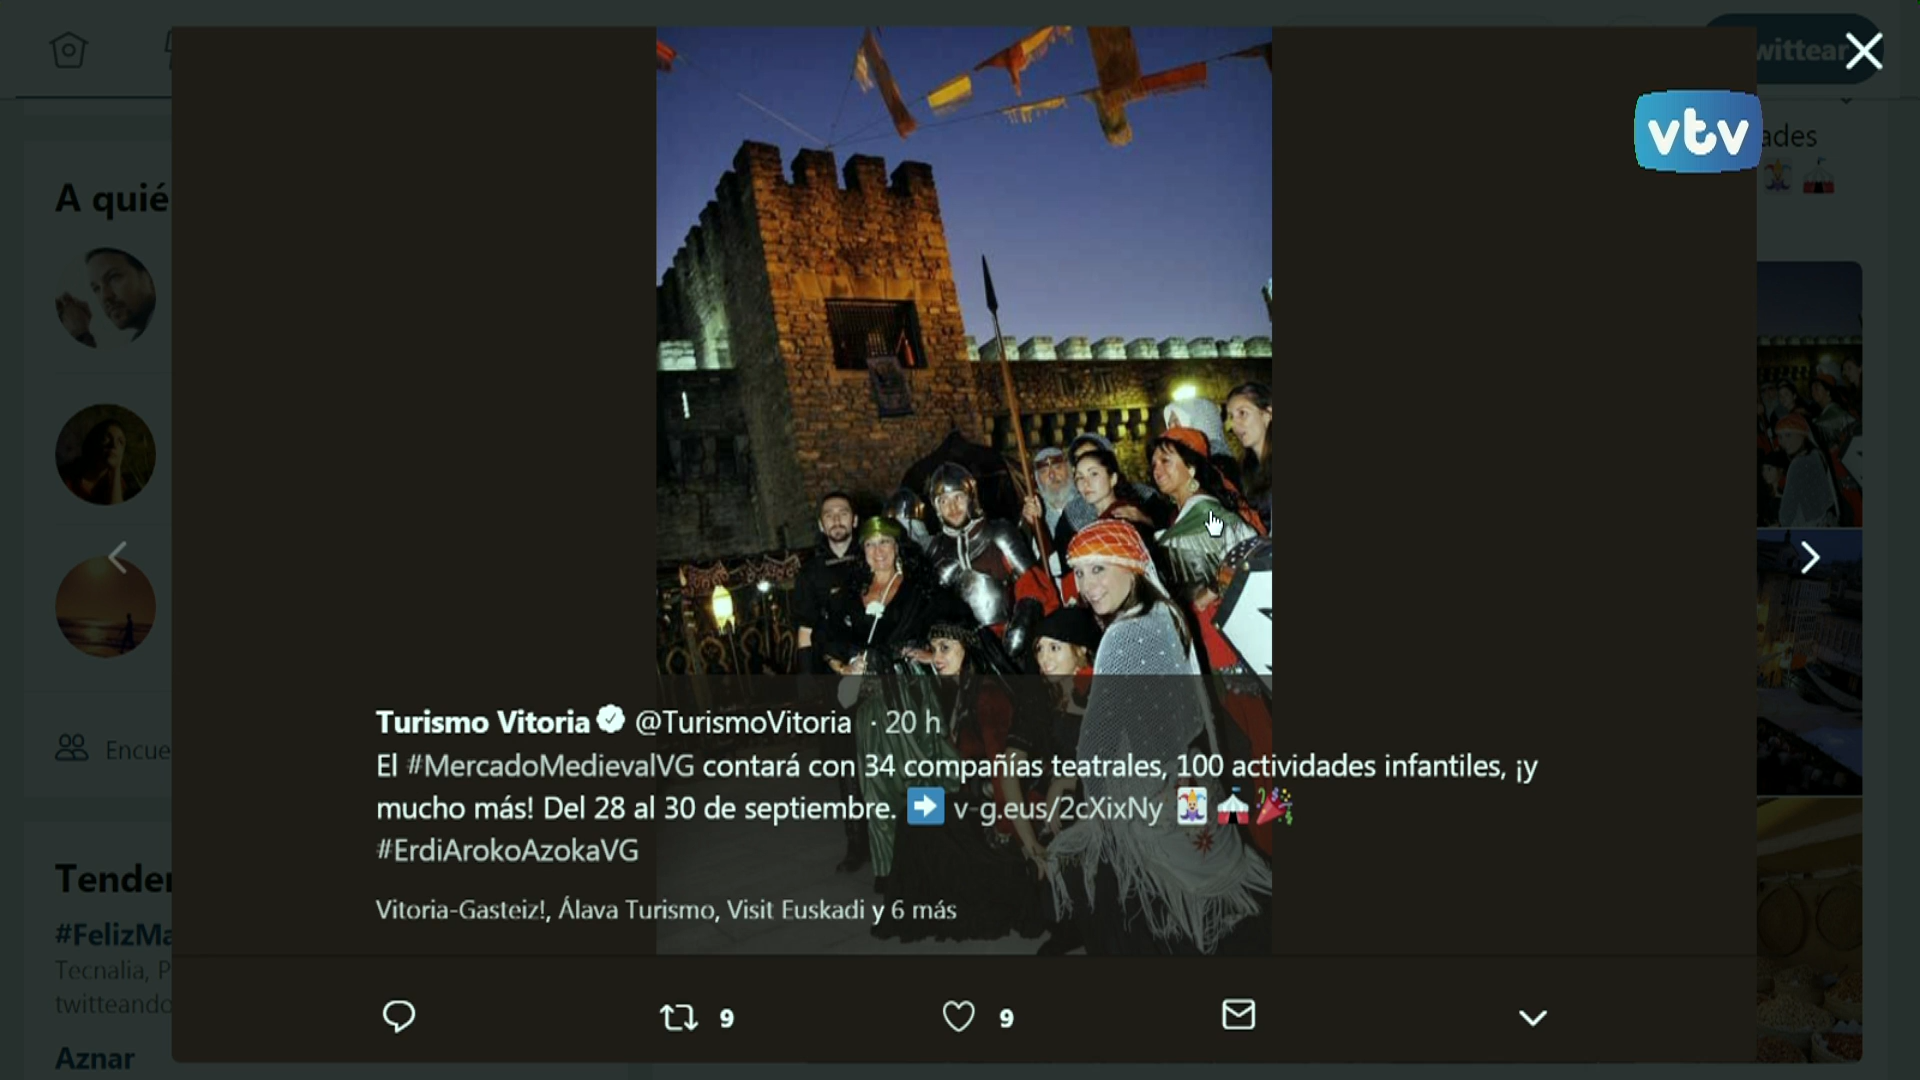 twittear
vtv
ades
A quié
Encue
Turismo Vitoria @TurismoVitoria · 20 h
El #MercadoMedievalVG contará con 34 compañías teatrales, 100 actividades infantiles, ¡y
mucho más! Del 28 al 30 de septiembre. ➡ v-g.eus/2cXixNy 🃏🎪🎉
#ErdiArokoAzokaVG
Vitoria-Gasteiz!, Álava Turismo, Visit Euskadi y 6 más
Tender
#FelizMa
Tecnalia, P
twitteando
Aznar
9
9